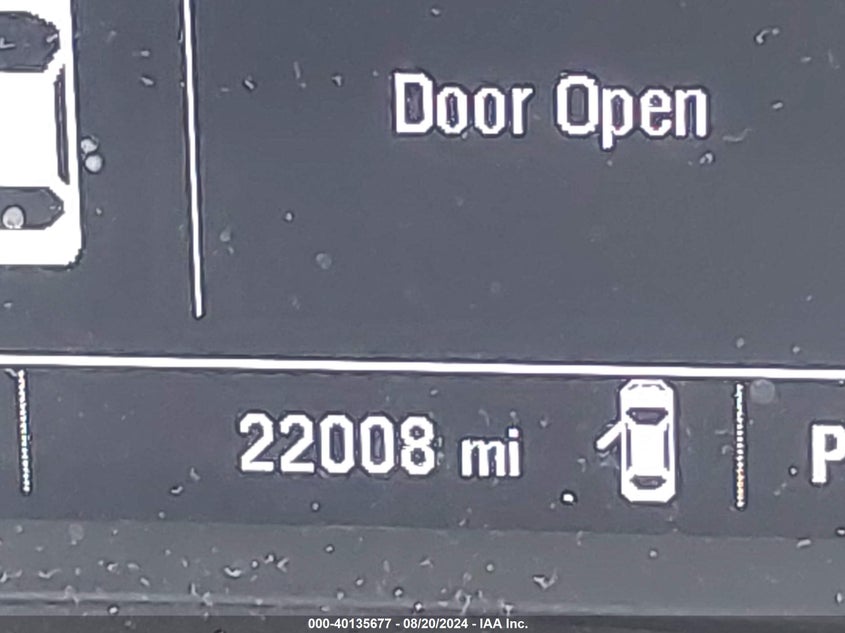 Door Open
22008 mi
P
000-40135677 - 08/20/2024 - IAA Inc.